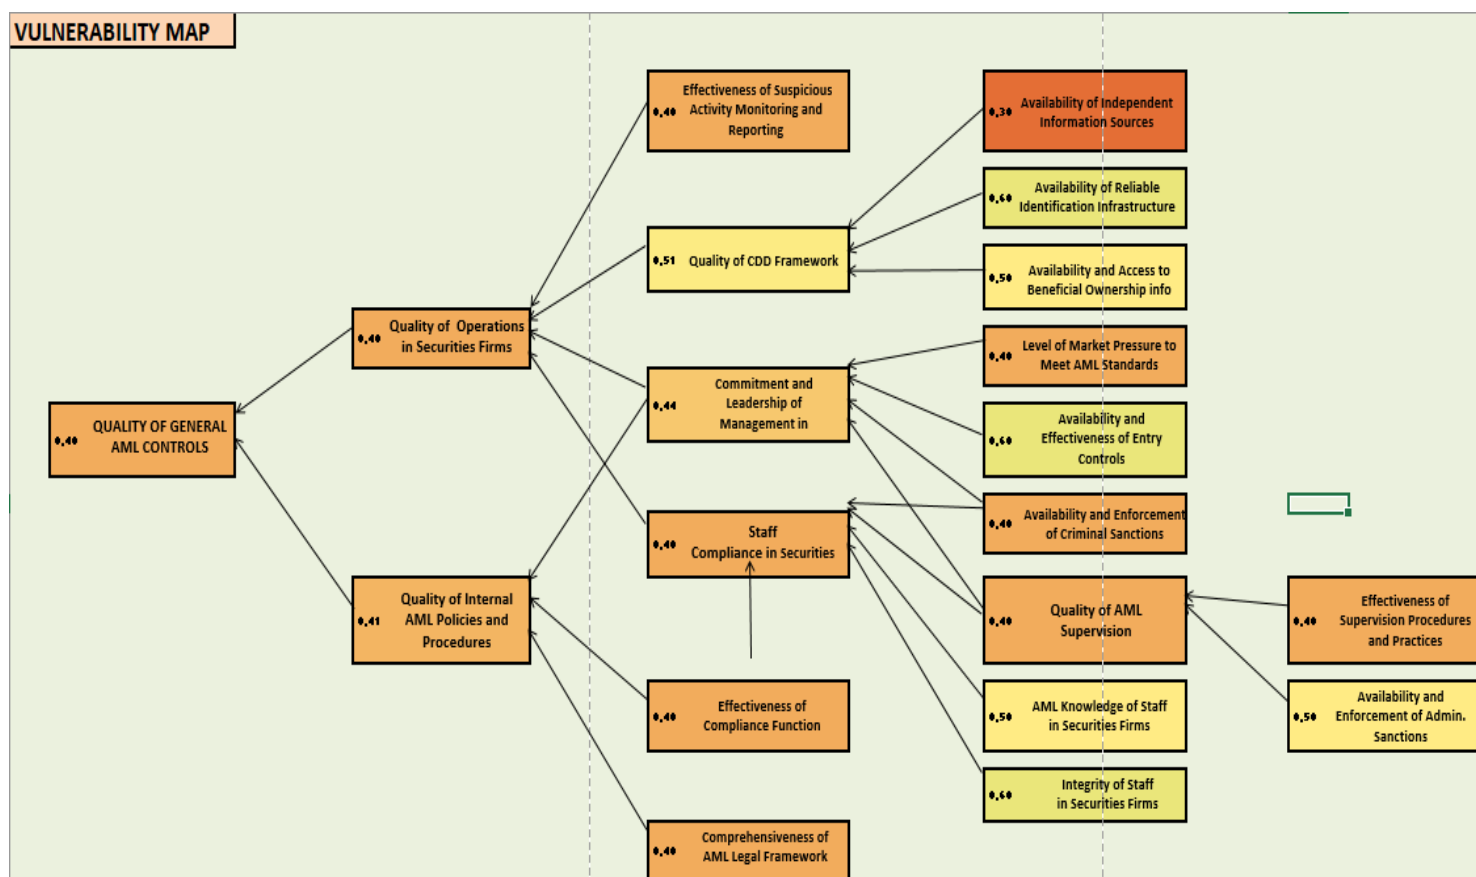 VULNERABILITY MAP
0,40
Effectiveness of Suspicious
Activity Monitoring and
Reporting
0,30
Availability of Independent
Information Sources
0,60
Availability of Reliable
Identification Infrastructure
0,51
Quality of CDD Framework
0,50
Availability and Access to
Beneficial Ownership info
0,40
Quality of Operations
in Securities Firms
0,40
Level of Market Pressure to
Meet AML Standards
0,44
Commitment and
Leadership of
Management in
0,40
QUALITY OF GENERAL
AML CONTROLS
0,60
Availability and
Effectiveness of Entry
Controls
0,40
Availability and Enforcement
of Criminal Sanctions
0,40
Staff
Compliance in Securities
0,41
Quality of Internal
AML Policies and
Procedures
0,40
Quality of AML
Supervision
0,40
Effectiveness of
Supervision Procedures
and Practices
0,40
Effectiveness of
Compliance Function
0,50
AML Knowledge of Staff
in Securities Firms
0,50
Availability and
Enforcement of Admin.
Sanctions
0,60
Integrity of Staff
in Securities Firms
0,40
Comprehensiveness of
AML Legal Framework